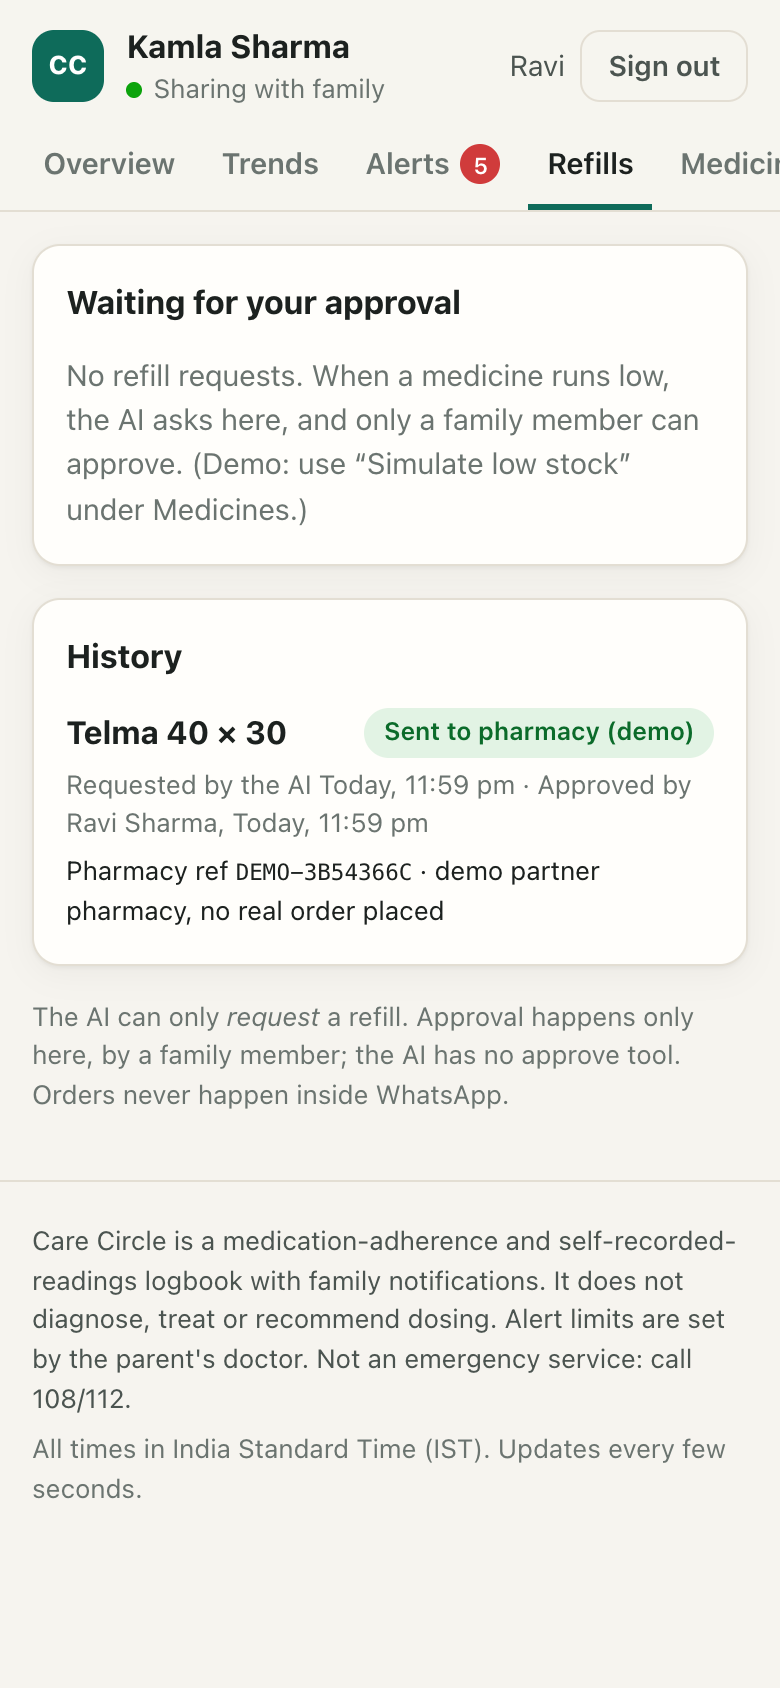 CC
Kamla Sharma
Sharing with family
Ravi
Sign out
Overview
Trends
Alerts 5
Refills
Waiting for your approval
No refill requests. When a medicine runs low,
the AI asks here, and only a family member can
approve. (Demo: use “Simulate low stock”
under Medicines.)
History
Telma 40 × 30
Sent to pharmacy (demo)
Requested by the AI Today, 11:59 pm · Approved by
Ravi Sharma, Today, 11:59 pm
Pharmacy ref DEMO-3B54366C · demo partner
pharmacy, no real order placed
The AI can only request a refill. Approval happens only
here, by a family member; the AI has no approve tool.
Orders never happen inside WhatsApp.
Care Circle is a medication-adherence and self-recorded-
readings logbook with family notifications. It does not
diagnose, treat or recommend dosing. Alert limits are set
by the parent's doctor. Not an emergency service: call
108/112.
All times in India Standard Time (IST). Updates every few
seconds.